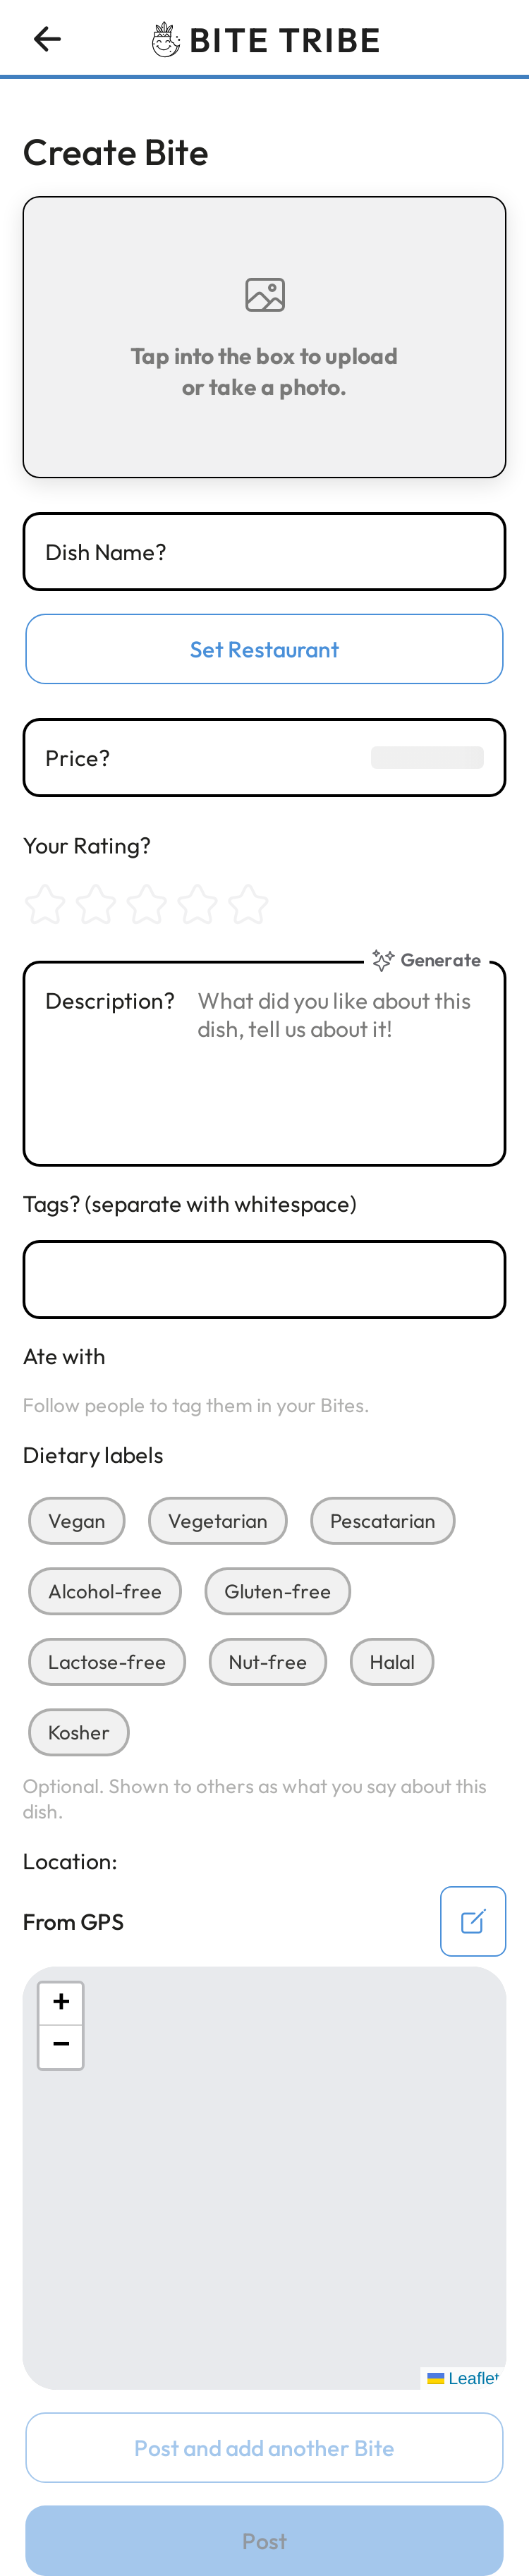 BITE TRIBE
Create Bite
Tap into the box to upload
or take a photo.
Dish Name?
Set Restaurant
Price?
Your Rating?
Generate
Description?
What did you like about this
dish, tell us about it!
Tags? (separate with whitespace)
Ate with
Follow people to tag them in your Bites.
Dietary labels
Vegan Vegetarian Pescatarian
Alcohol-free Gluten-free
Lactose-free Nut-free Halal
Kosher
Optional. Shown to others as what you say about this
dish.
Location:
From GPS
+
−
Leaflet
Post and add another Bite
Post